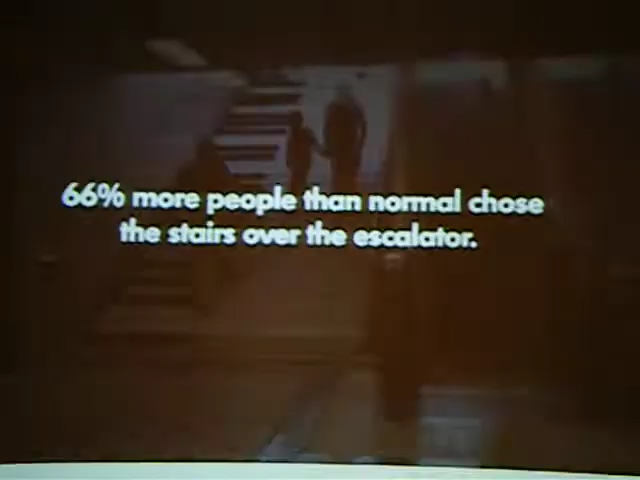 66% more people than normal chose
the stairs over the escalator.